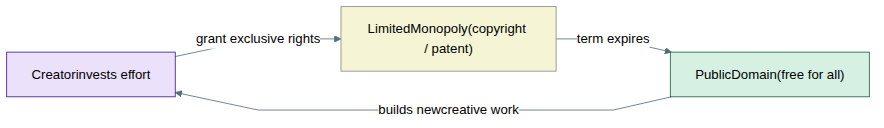 Creatorinvests effort
grant exclusive rights
LimitedMonopoly(copyright
/ patent)
term expires
PublicDomain(free for all)
builds newcreative work